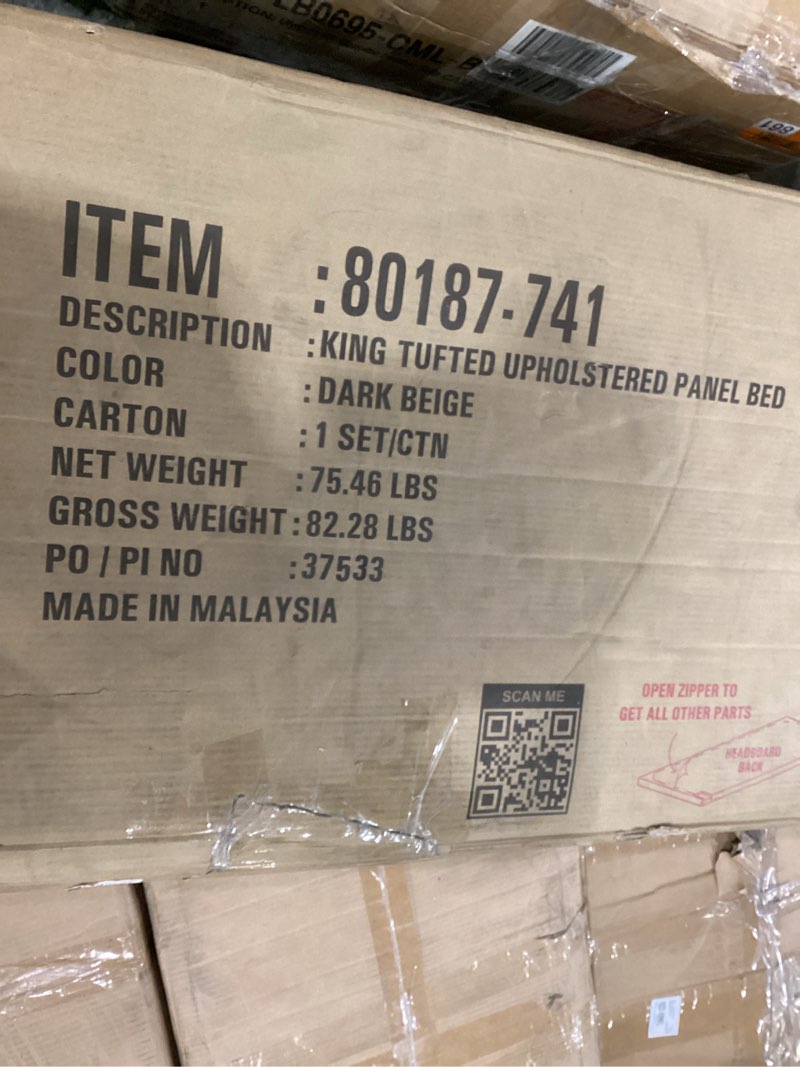 LB0695-CML-B
199
ITEM :80187-741
DESCRIPTION :KING TUFTED UPHOLSTERED PANEL BED
COLOR :DARK BEIGE
CARTON :1 SET/CTN
NET WEIGHT :75.46 LBS
GROSS WEIGHT:82.28 LBS
PO / PI NO :37533
MADE IN MALAYSIA
SCAN ME
OPEN ZIPPER TO
GET ALL OTHER PARTS
HEADBOARD
BACK